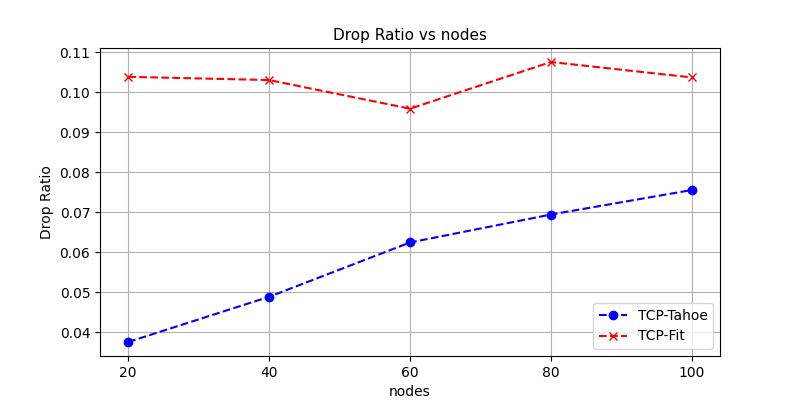 Drop Ratio vs nodes
0.11
0.10
0.09
0.08
0.07
0.06
0.05
0.04
Drop Ratio
20 40 60 80 100
nodes
TCP-Tahoe
TCP-Fit